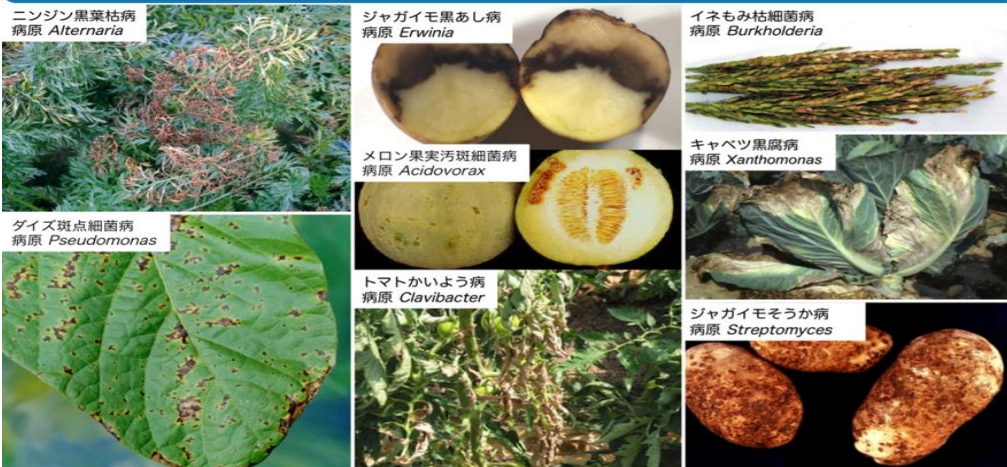 ニンジン黒葉枯病
病原 Alternaria
ジャガイモ黒あし病
病原 Erwinia
イネもみ枯細菌病
病原 Burkholderia
メロン果実汚斑細菌病
病原 Acidovorax
キャベツ黒腐病
病原 Xanthomonas
ダイズ斑点細菌病
病原 Pseudomonas
トマトかいよう病
病原 Clavibacter
ジャガイモそうか病
病原 Streptomyces